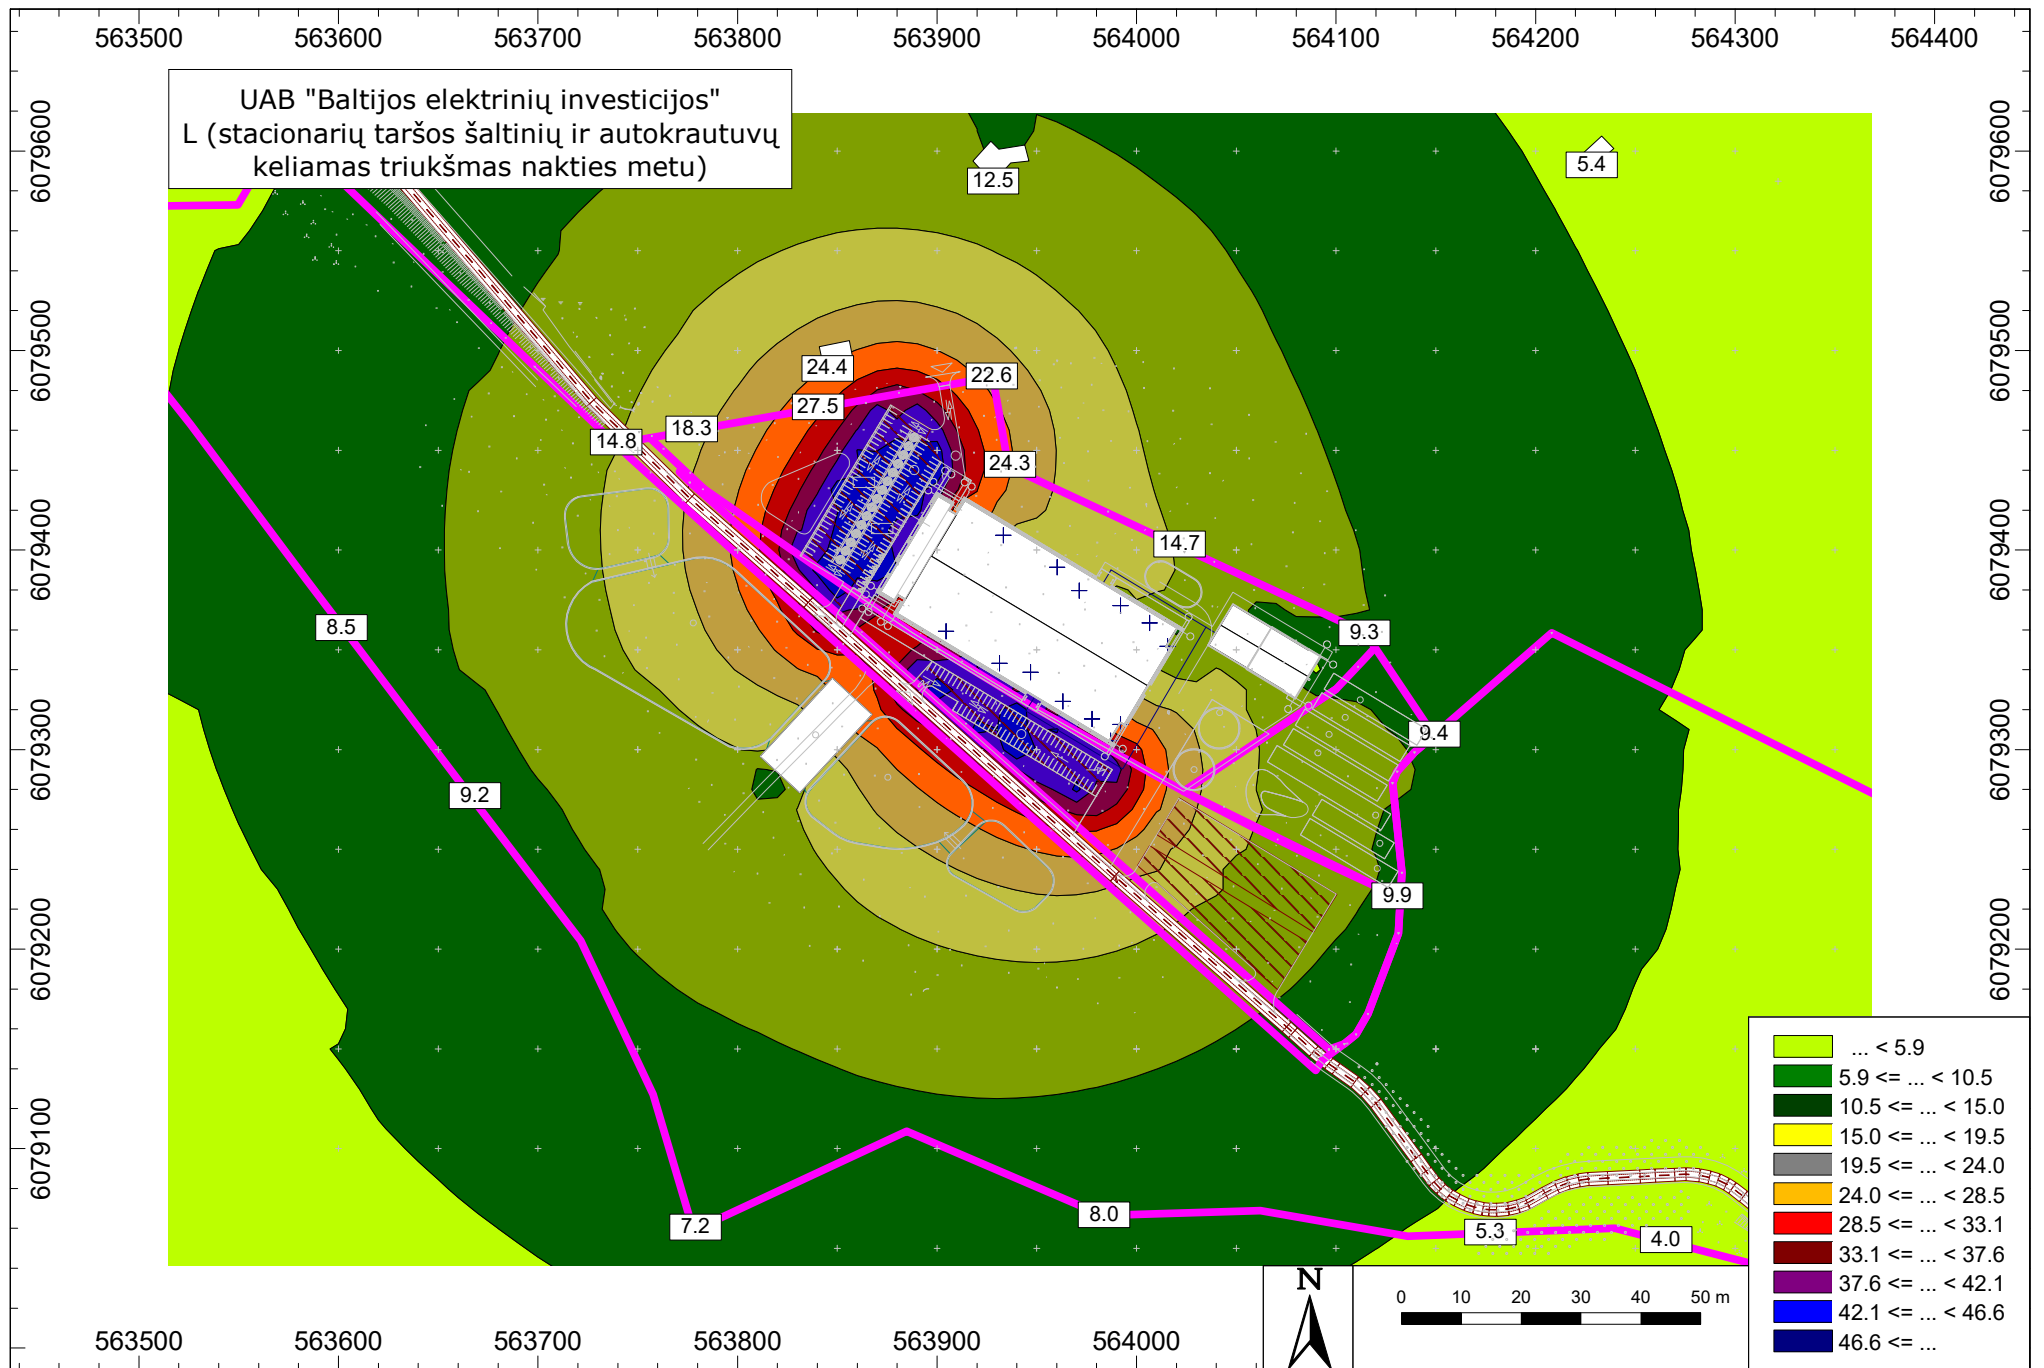 563500 563600 563700 563800 563900 564000 564100 564200 564300 564400
UAB "Baltijos elektrinių investicijos"
L (stacionarių taršos šaltinių ir autokrautuvų
keliamas triukšmas nakties metu)
6079600
6079500
6079400
6079300
6079200
6079100
6079600
6079500
6079400
6079300
6079200
12.5
5.4
24.4
22.6
27.5
18.3
14.8
24.3
14.7
8.5
9.3
9.4
9.2
9.9
7.2
8.0
5.3
4.0
... < 5.9
5.9 <= ... < 10.5
10.5 <= ... < 15.0
15.0 <= ... < 19.5
19.5 <= ... < 24.0
24.0 <= ... < 28.5
28.5 <= ... < 33.1
33.1 <= ... < 37.6
37.6 <= ... < 42.1
42.1 <= ... < 46.6
46.6 <= ...
N
0 10 20 30 40 50 m
563500 563600 563700 563800 563900 564000